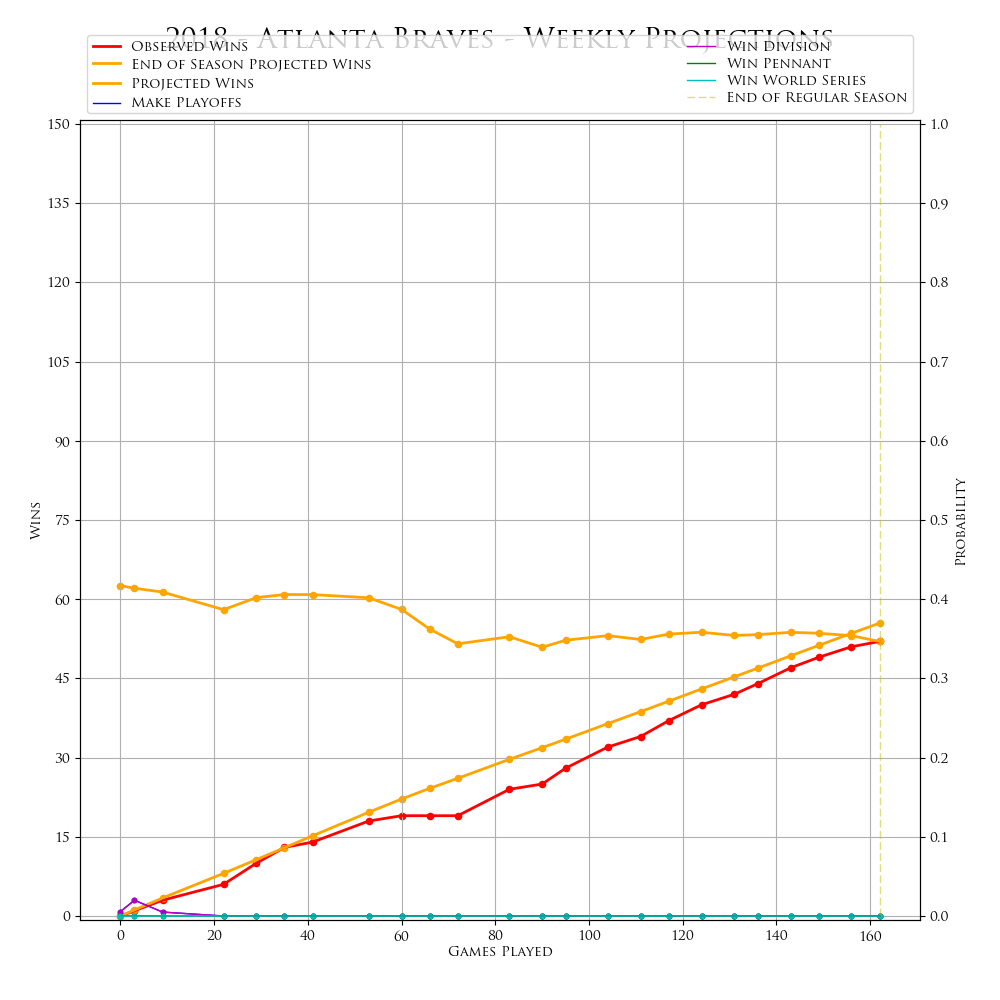 2018 - Atlanta Braves - Weekly Projections
Observed Wins
End of Season Projected Wins
Projected Wins
Make Playoffs
Win Division
Win Pennant
Win World Series
End of Regular Season
150
135
120
105
90
75
60
45
30
15
0
Wins
1.0
0.9
0.8
0.7
0.6
0.5
0.4
0.3
0.2
0.1
0.0
Probability
0 20 40 60 80 100 120 140 160
Games Played